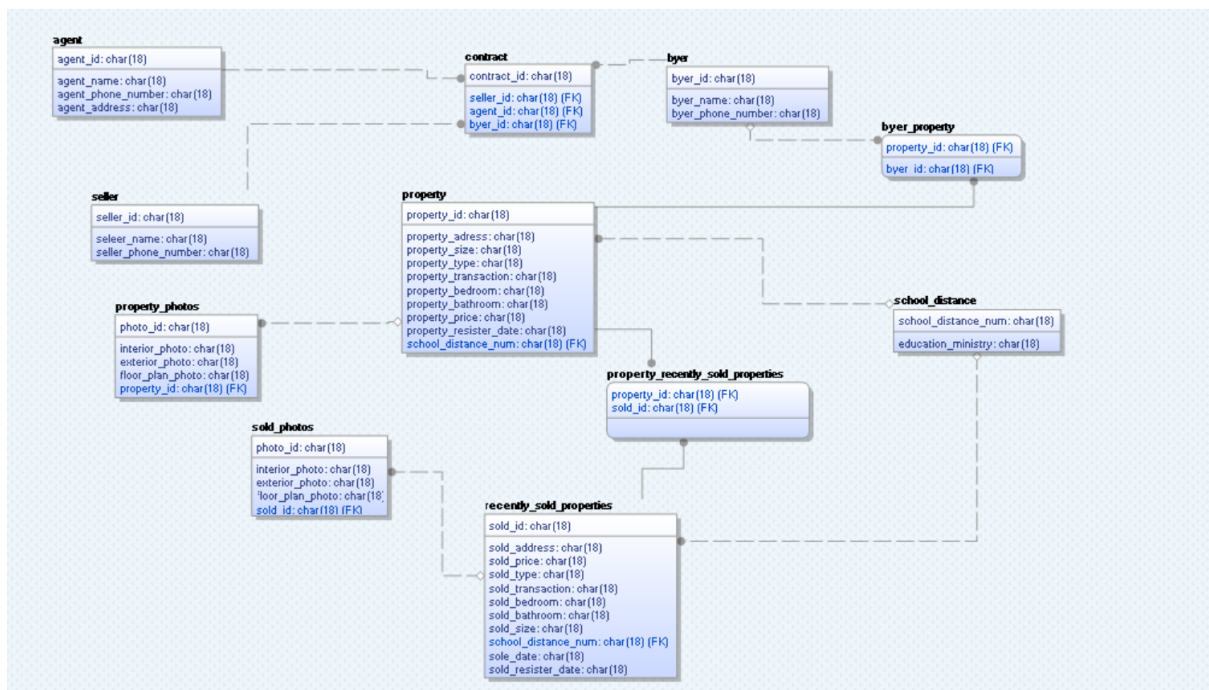 agent
agent_id: char(18)
agent_name: char(18)
agent_phone_number: char(18)
agent_address: char(18)
contract
contract_id: char(18)
seller_id: char(18) (FK)
agent_id: char(18) (FK)
byer_id: char(18) (FK)
byer
byer_id: char(18)
byer_name: char(18)
byer_phone_number: char(18)
byer_property
property_id: char(18) (FK)
byer_id: char(18) (FK)
seller
seller_id: char(18)
seleer_name: char(18)
seller_phone_number: char(18)
property
property_id: char(18)
property_adress: char(18)
property_size: char(18)
property_type: char(18)
property_transaction: char(18)
property_bedroom: char(18)
property_bathroom: char(18)
property_price: char(18)
property_resister_date: char(18)
school_distance_num: char(18) (FK)
school_distance
school_distance_num: char(18)
education_ministry: char(18)
property_photos
photo_id: char(18)
interior_photo: char(18)
exterior_photo: char(18)
floor_plan_photo: char(18)
property_id: char(18) (FK)
property_recently_sold_properties
property_id: char(18) (FK)
sold_id: char(18) (FK)
sold_photos
photo_id: char(18)
interior_photo: char(18)
exterior_photo: char(18)
floor_plan_photo: char(18)
sold_id: char(18) (FK)
recently_sold_properties
sold_id: char(18)
sold_address: char(18)
sold_price: char(18)
sold_type: char(18)
sold_transaction: char(18)
sold_bedroom: char(18)
sold_bathroom: char(18)
sold_size: char(18)
school_distance_num: char(18) (FK)
sole_date: char(18)
sold_resister_date: char(18)